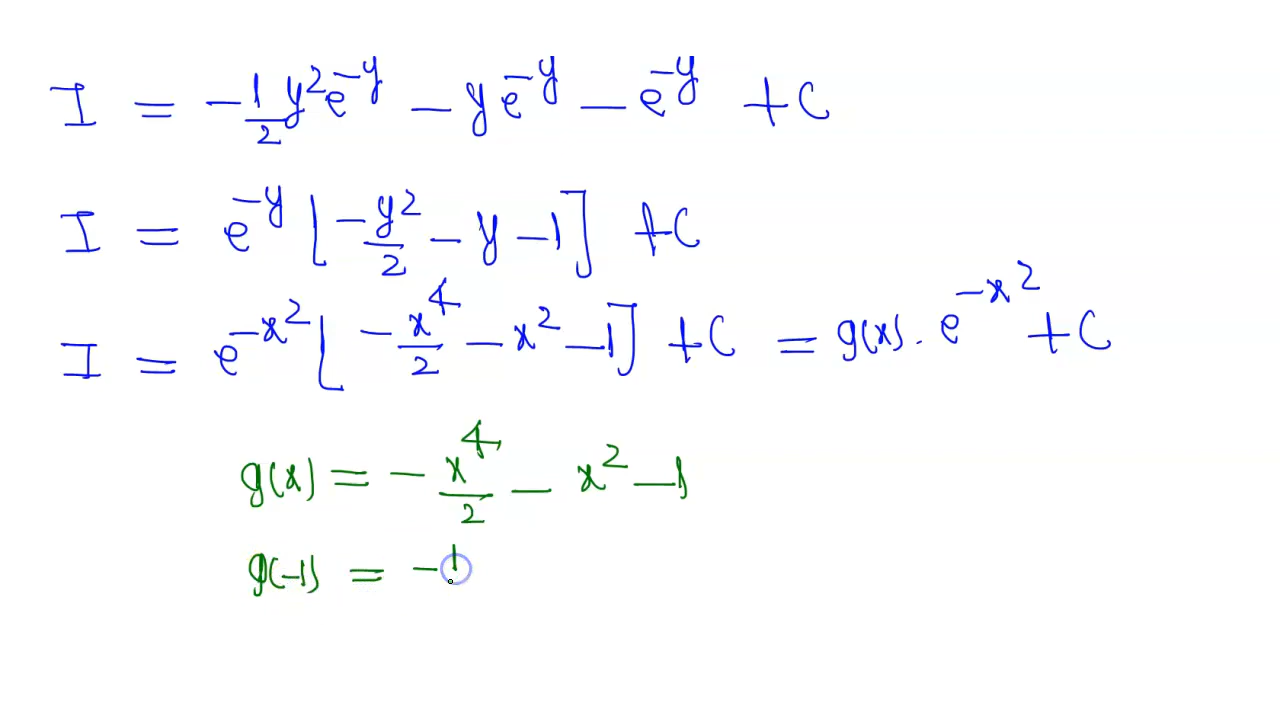 I = -1/2 y²e^-y - ye^-y - e^-y + C
I = e^-y [-y²/2 - y - 1] + C
I = e^-x² [-x⁴/2 - x² - 1] + C = g(x) . e^-x² + C
g(x) = -x⁴/2 - x² - 1
g(-1) = -1